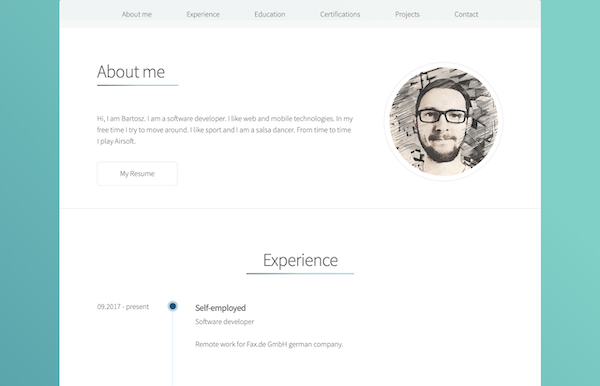 About me Experience Education Certifications Projects Contact
About me
Hi, I am Bartosz. I am a software developer. I like web and mobile technologies. In my
free time I try to move around. I like sport and I am a salsa dancer. From time to time
I play Airsoft.
My Resume
Experience
09.2017 - present
Self-employed
Software developer
Remote work for Fax.de GmbH german company.